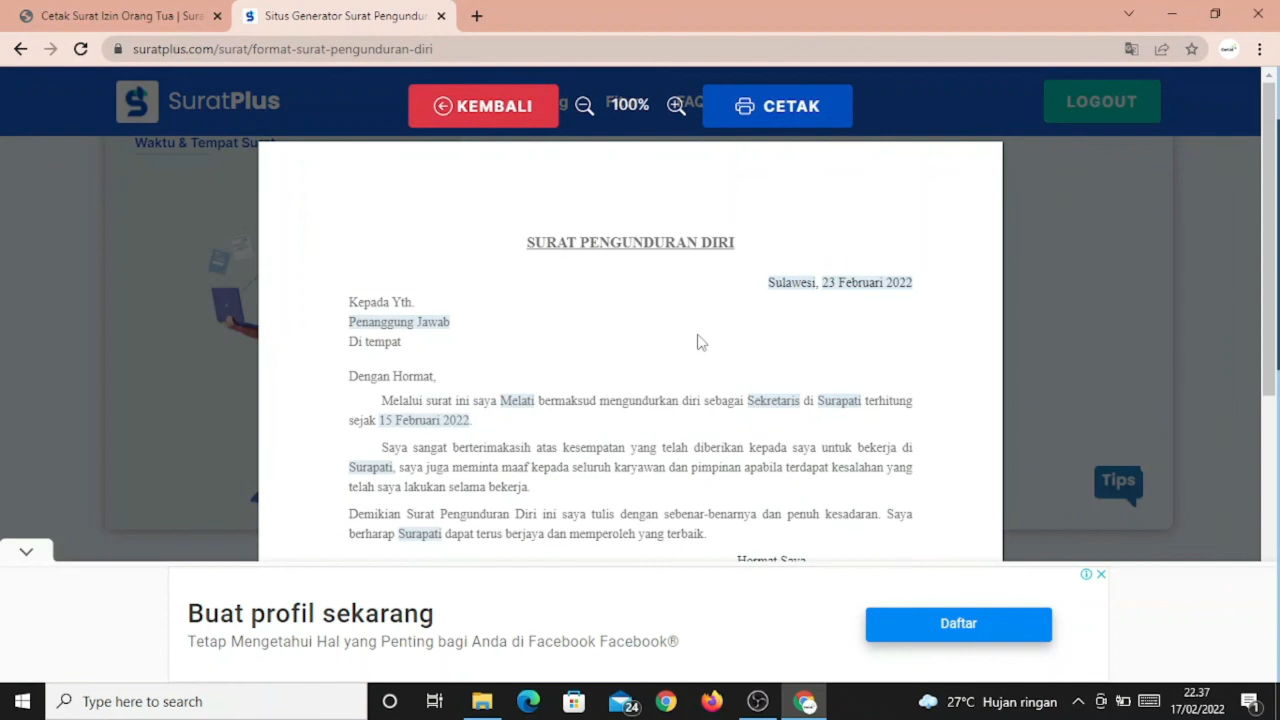 Cetak Surat Izin Orang Tua | Sura
Situs Generator Surat Pengundur
suratplus.com/surat/format-surat-pengunduran-diri
SuratPlus
KEMBALI
100%
FAQ
CETAK
LOGOUT
Waktu & Tempat Surat
SURAT PENGUNDURAN DIRI
Sulawesi, 23 Februari 2022
Kepada Yth.
Penanggung Jawab
Di tempat
Dengan Hormat,
Melalui surat ini saya Melati bermaksud mengundurkan diri sebagai Sekretaris di Surapati terhitung
sejak 15 Februari 2022.
Saya sangat berterimakasih atas kesempatan yang telah diberikan kepada saya untuk bekerja di
Surapati, saya juga meminta maaf kepada seluruh karyawan dan pimpinan apabila terdapat kesalahan yang
telah saya lakukan selama bekerja.
Demikian Surat Pengunduran Diri ini saya tulis dengan sebenar-benarnya dan penuh kesadaran. Saya
berharap Surapati dapat terus berjaya dan memperoleh yang terbaik.
Hormat Saya
Tips
Buat profil sekarang
Tetap Mengetahui Hal yang Penting bagi Anda di Facebook Facebook®
Daftar
Type here to search
24
27°C Hujan ringan
22.37
17/02/2022
1